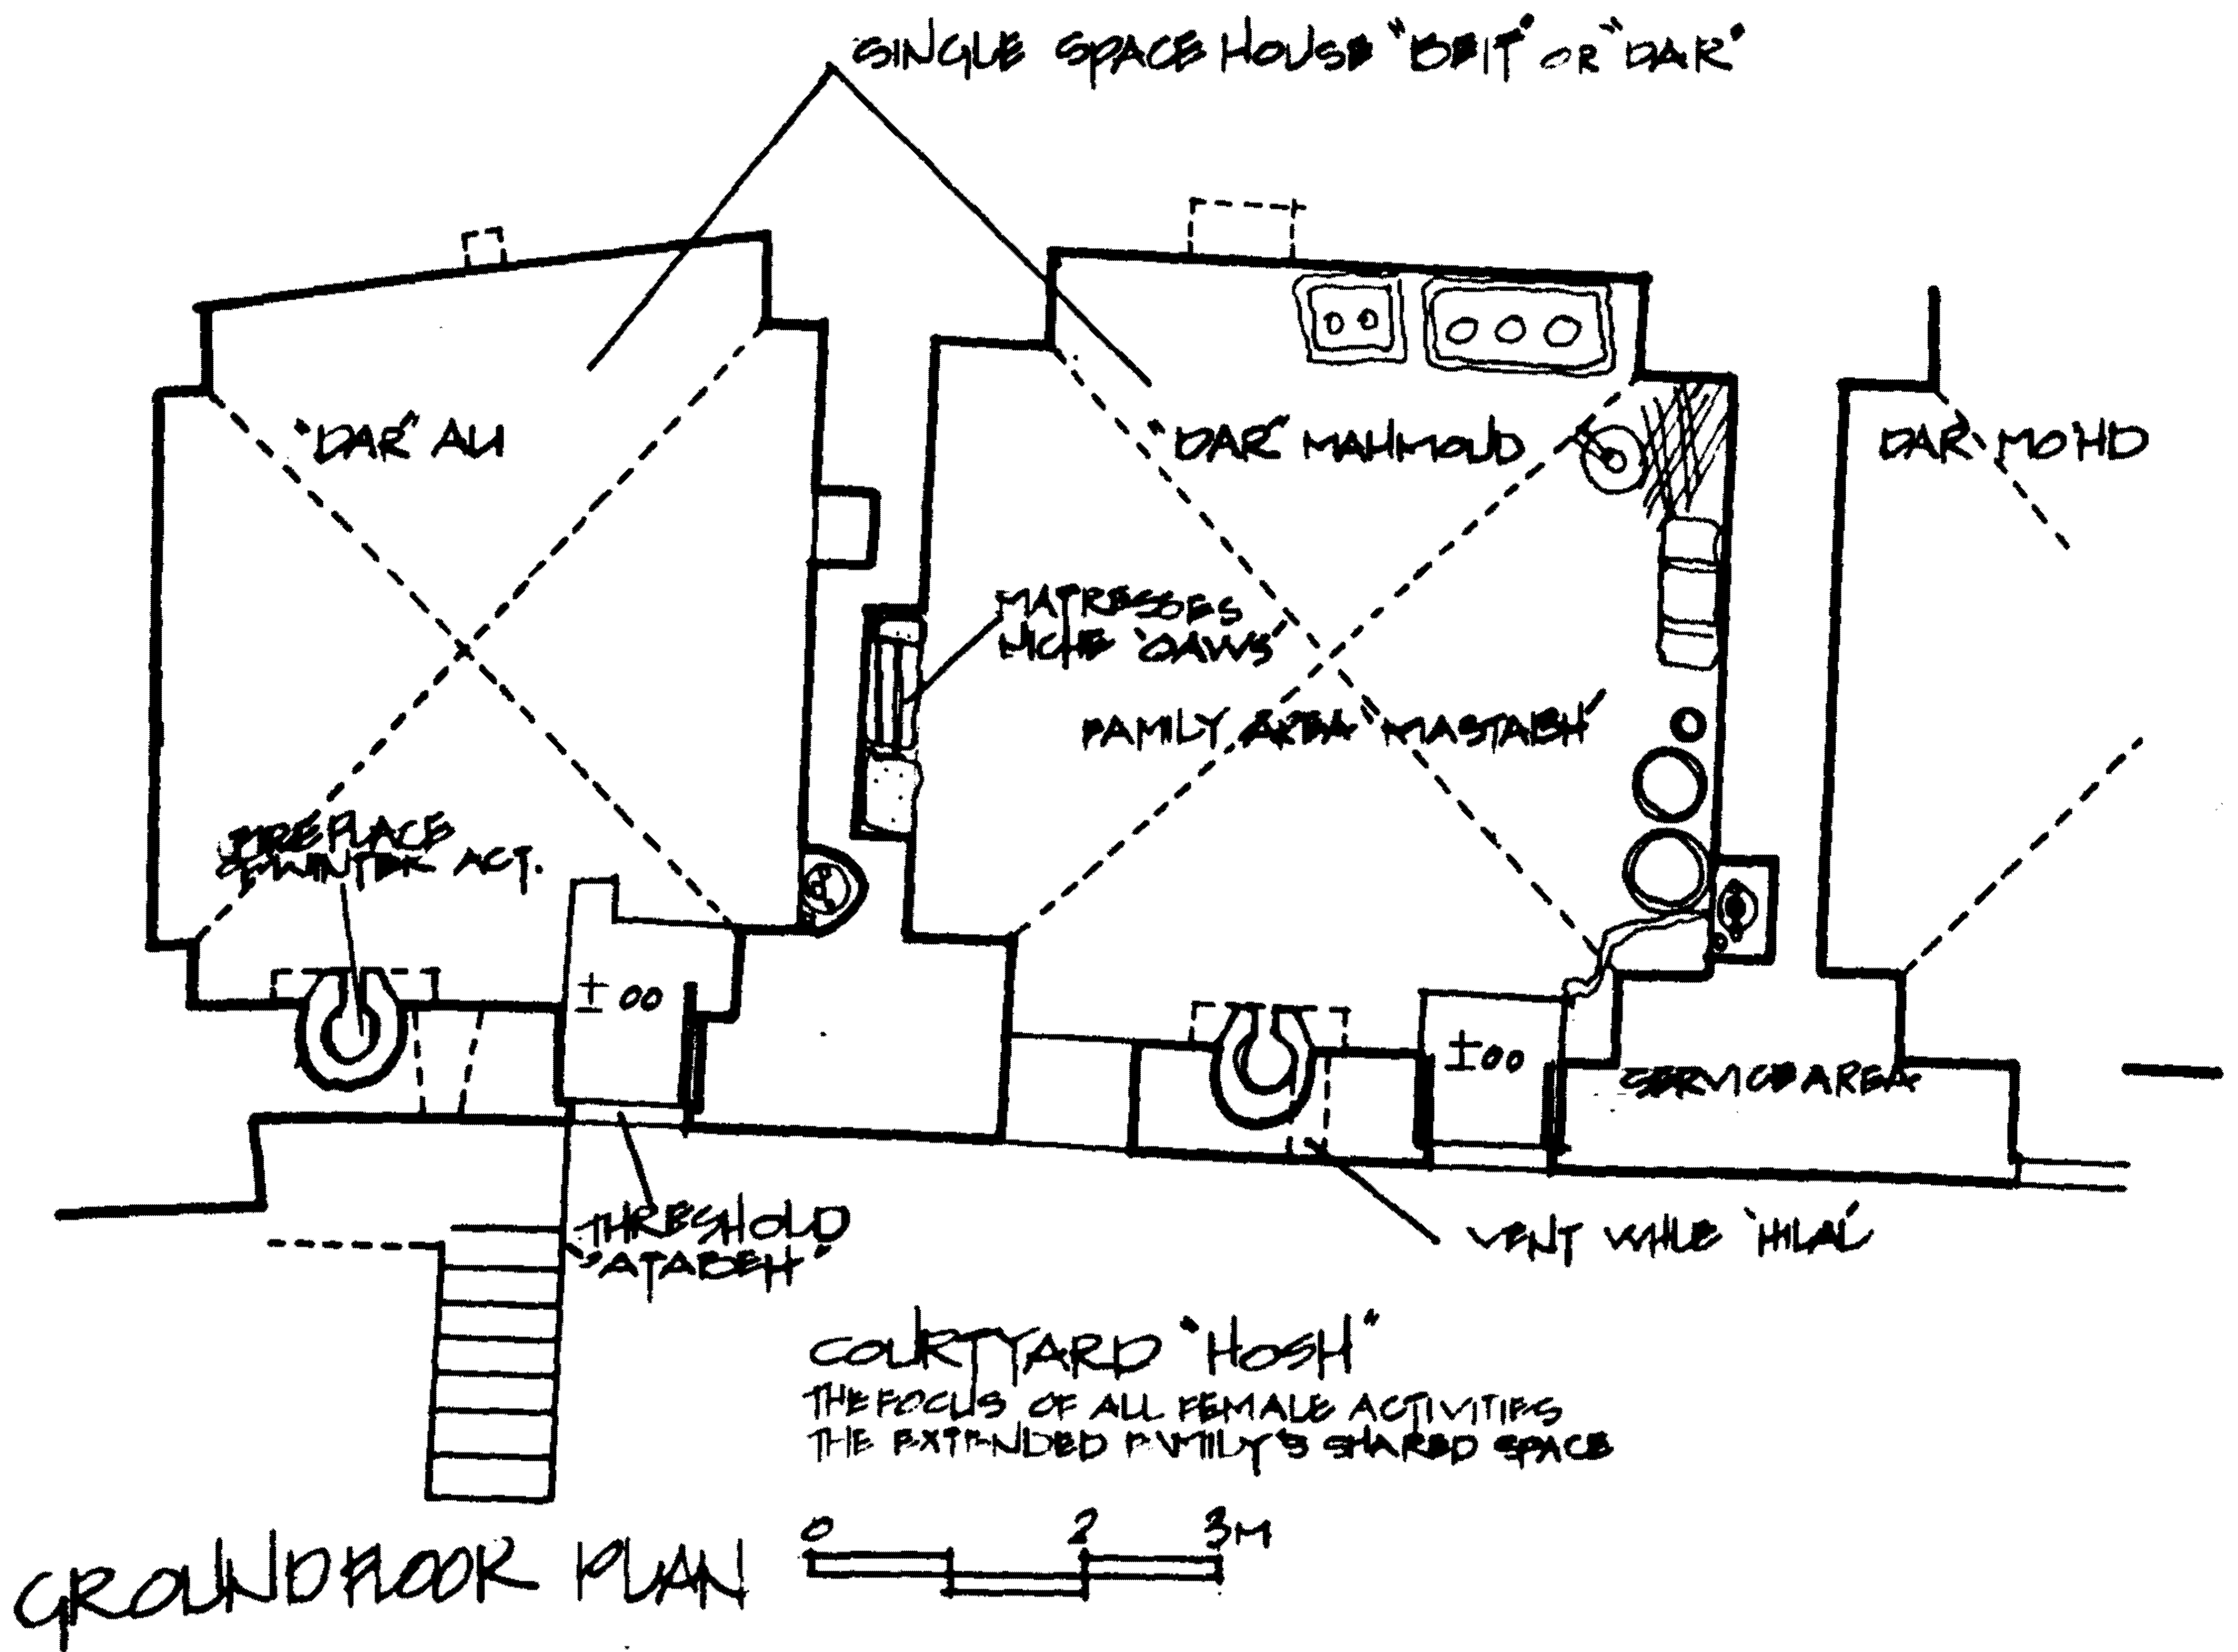 SINGLE SPACE HOUSE "BEIT" OR "DAR"
"DAR" ALI
"DAR" MAHMOUD
DAR MOHD
MATRESSES
NICHE 'QAWS'
FAMILY AREA 'MASTABH'
FIREPLACE
WINTER ACT.
±00
±00
SERVICE AREA
THRESHOLD
"ATABEH"
VENT WHILE 'HILAL'
COURTYARD "HOSH"
THE FOCUS OF ALL FEMALE ACTIVITIES
THE EXTENDED FAMILY'S SHARED SPACE
0 2 3M
GROUNDFLOOR PLAN